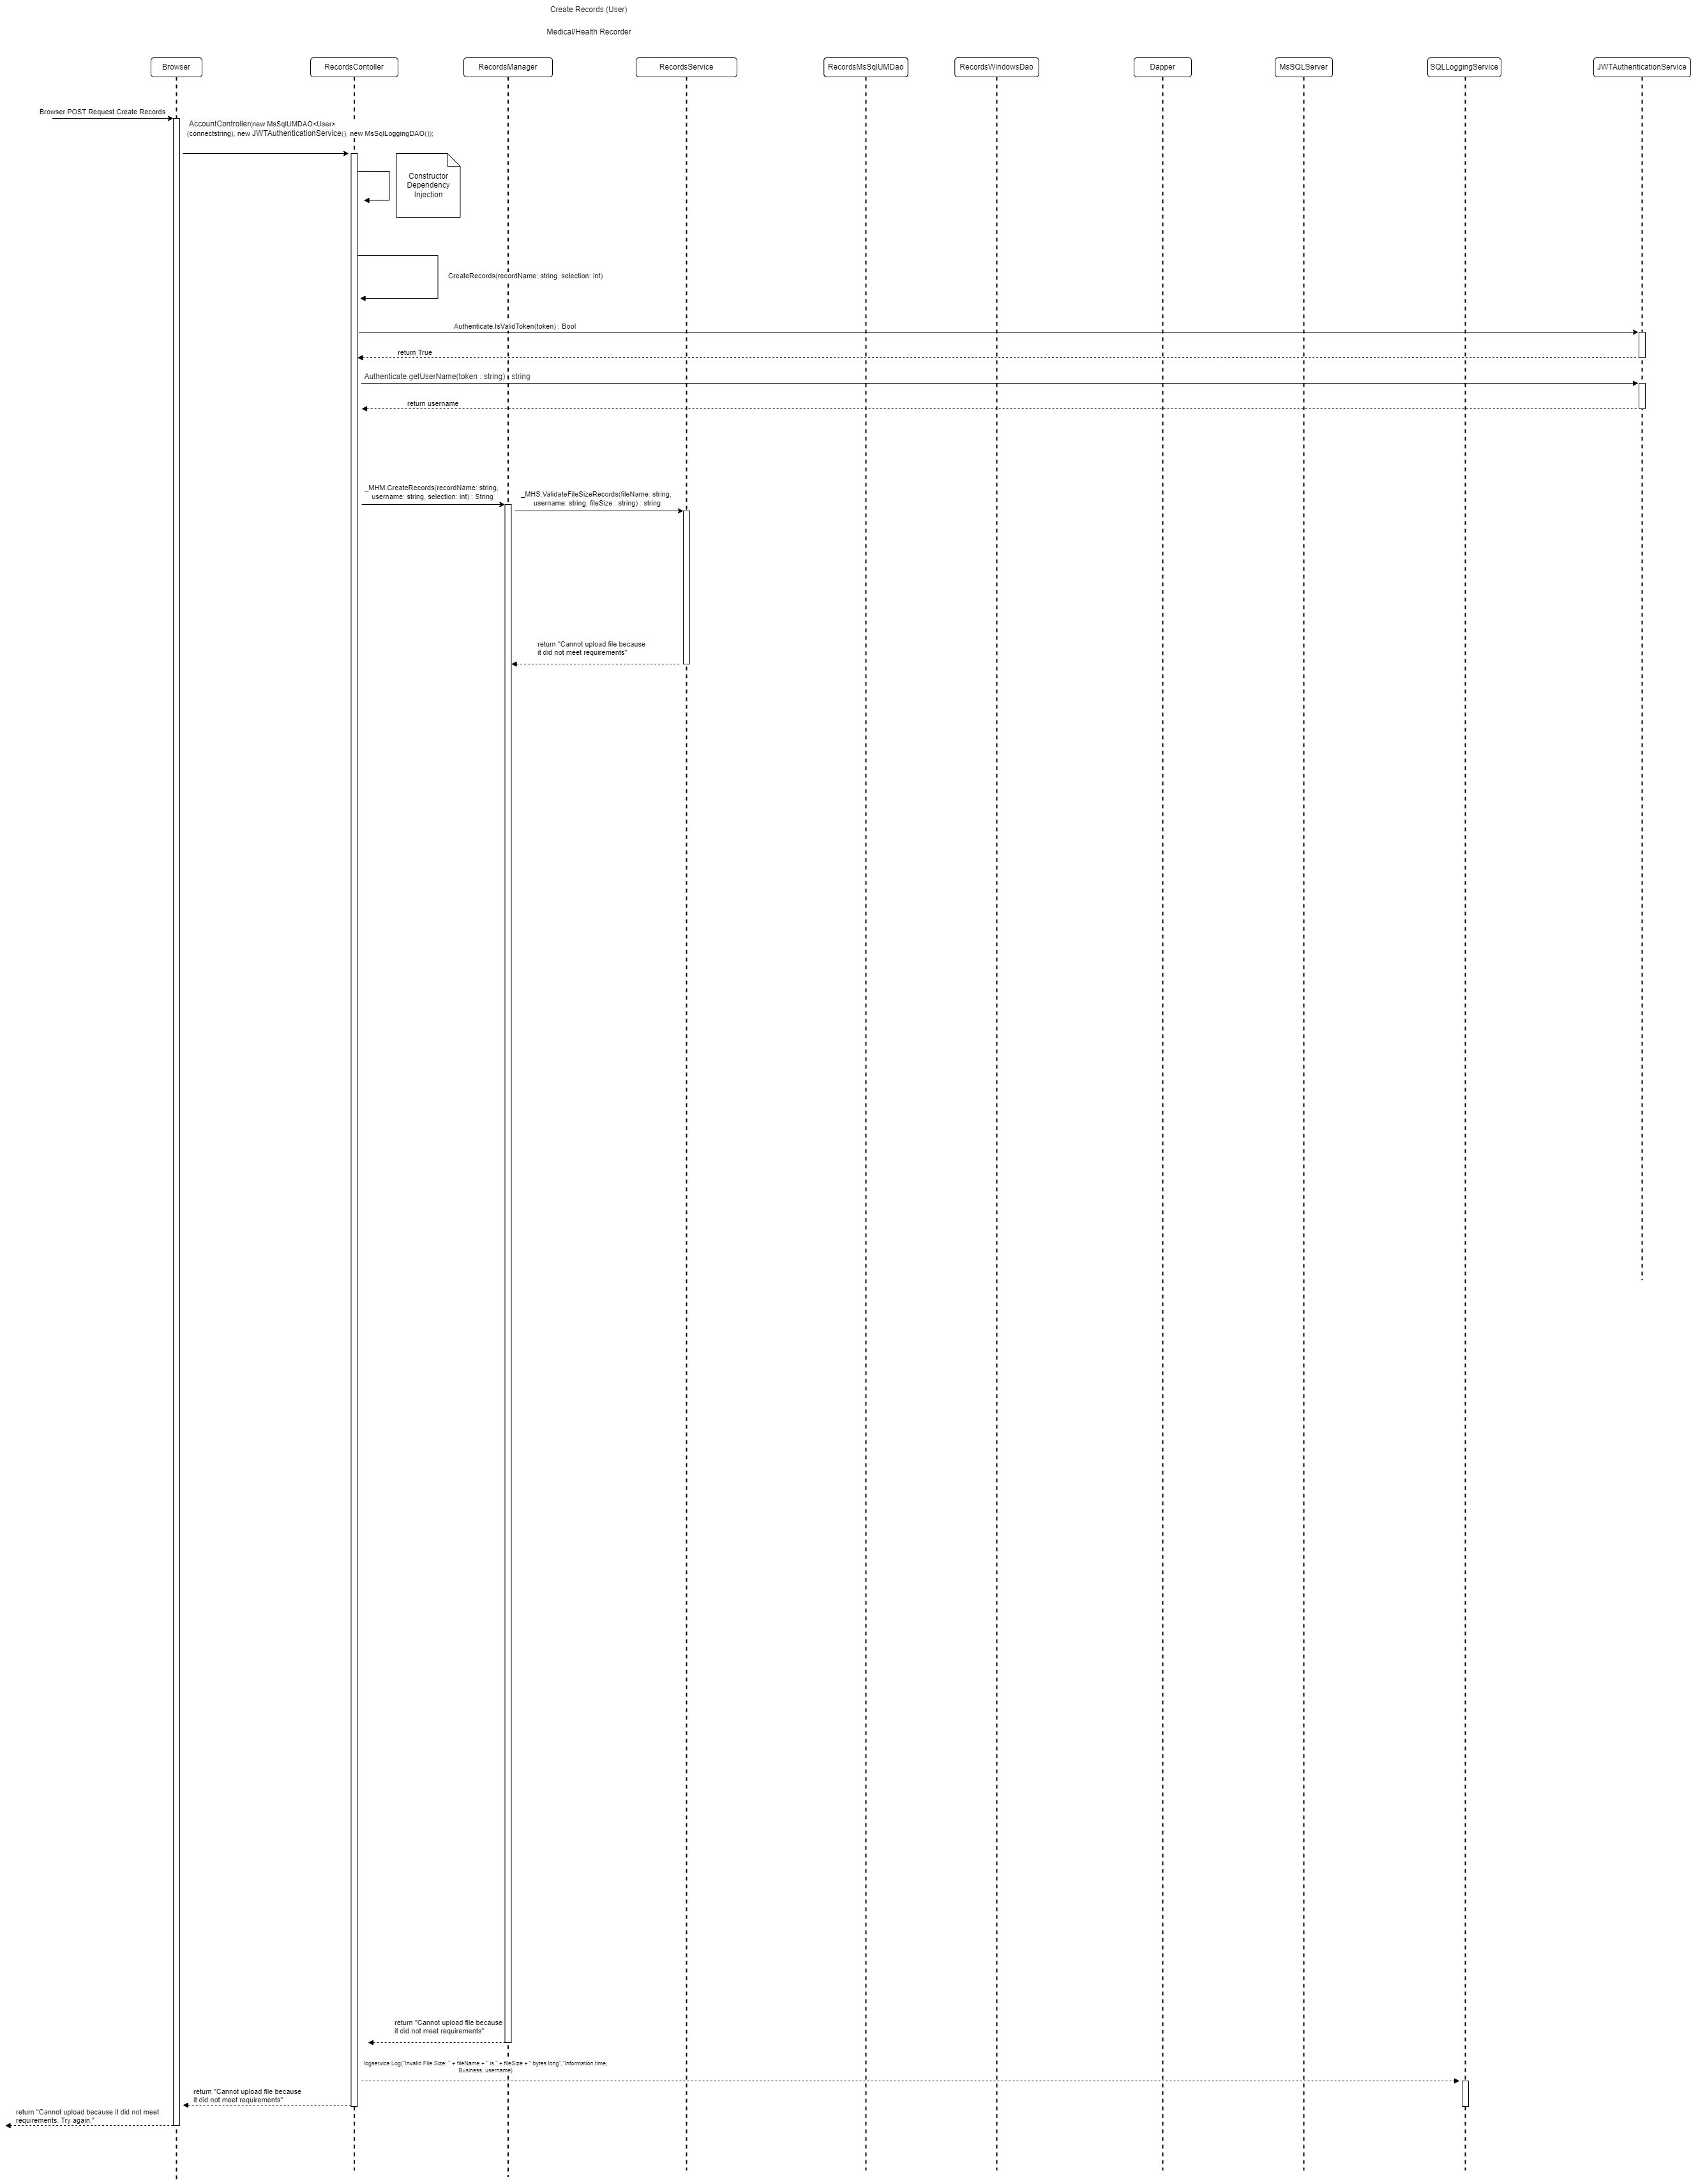 Create Records (User)
Medical/Health Recorder
Browser
RecordsContoller
RecordsManager
RecordsService
RecordsMsSqlUMDao
RecordsWindowsDao
Dapper
MsSQLServer
SQLLoggingService
JWTAuthenticationService
Browser POST Request Create Records
AccountController(new MsSqlUMDAO<User>
(connectstring), new JWTAuthenticationService(), new MsSqlLoggingDAO());
Constructor
Dependency
Injection
CreateRecords(recordName: string, selection: int)
Authenticate.IsValidToken(token) : Bool
return True
Authenticate.getUserName(token : string) : string
return username
_MHM.CreateRecords(recordName: string,
username: string, selection: int) : String
_MHS.ValidateFileSizeRecords(fileName: string,
username: string, fileSize : string) : string
return "Cannot upload file because
it did not meet requirements"
return "Cannot upload file because
it did not meet requirements"
logservice.Log("Invalid File Size: " + fileName + " is " + fileSize + " bytes long","Information,time,
Business, username)
return "Cannot upload file because
it did not meet requirements"
return "Cannot upload because it did not meet
requirements. Try again."